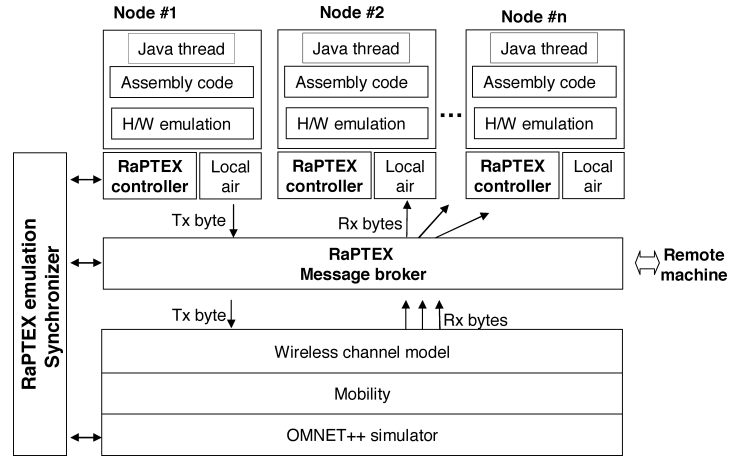 Node #1
Node #2
Node #n
Java thread
Java thread
Java thread
Assembly code
Assembly code
Assembly code
H/W emulation
H/W emulation
...
H/W emulation
RaPTEX
controller
Local
air
RaPTEX
controller
Local
air
RaPTEX
controller
Local
air
Tx byte
Rx bytes
RaPTEX
Message broker
Remote
machine
RaPTEX emulation
Synchronizer
Tx byte
Rx bytes
Wireless channel model
Mobility
OMNET++ simulator